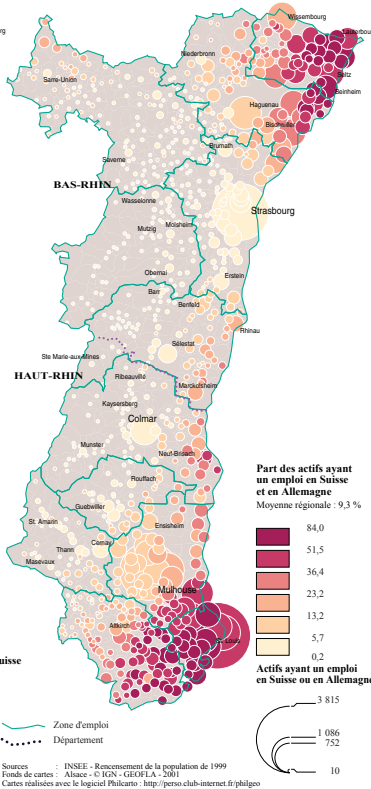 rg
Wissembourg
Lauterbourg
Niederbronn
Sarre-Union
Seltz
Beinheim
Haguenau
Bischwiller
Brumath
Saverne
BAS-RHIN
Wasselonne
Strasbourg
Molsheim
Mutzig
Obernai
Erstein
Barr
Benfeld
Rhinau
Sélestat
Ste Marie-aux-Mines
HAUT-RHIN
Ribeauvillé
Marckolsheim
Kaysersberg
Colmar
Munster
Neuf-Brisach
Rouffach
Guebwiller
St. Amarin
Ensisheim
Cernay
Thann
Masevaux
Mulhouse
Altkirch
St. Louis
Part des actifs ayant
un emploi en Suisse
et en Allemagne
Moyenne régionale : 9,3 %
84,0
51,5
36,4
23,2
13,2
5,7
0,2
Actifs ayant un emploi
en Suisse ou en Allemagne
3 815
1 086
752
10
uisse
Zone d'emploi
Département
Sources : INSEE - Rencensement de la population de 1999
Fonds de cartes : Alsace - © IGN - GEOFLA - 2001
Cartes réalisées avec le logiciel Philcarto : http://perso.club-internet.fr/philgeo